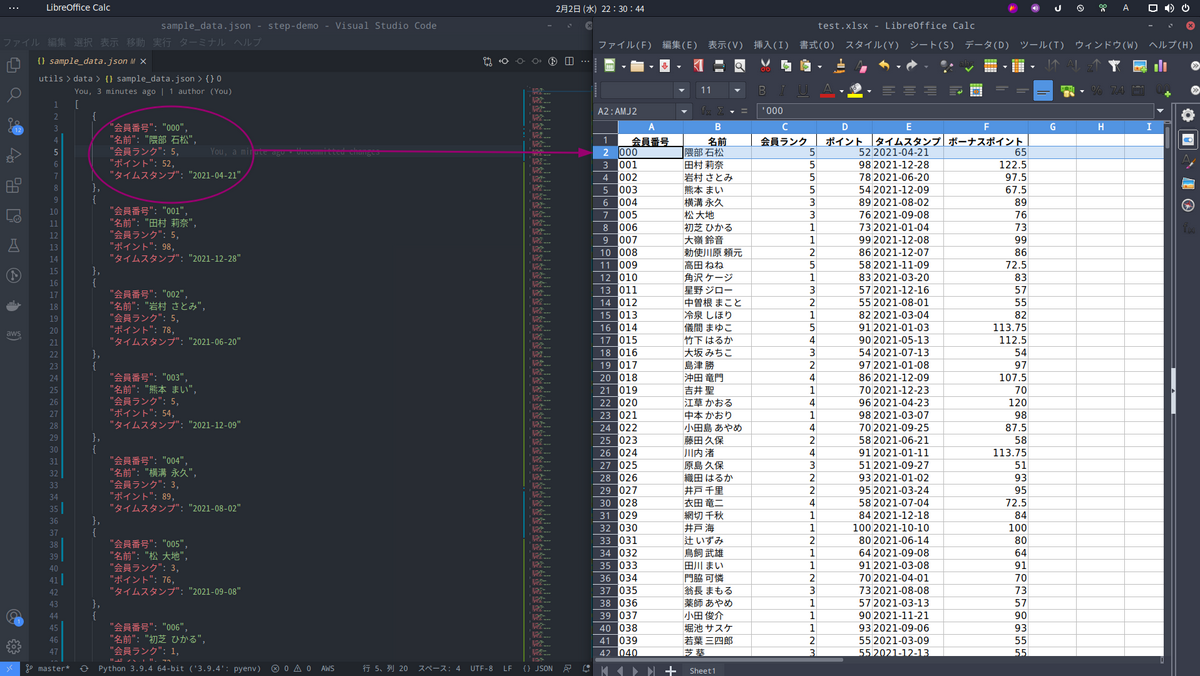 LibreOffice Calc
2月2日 (水) 22：30：44
sample_data.json - step-demo - Visual Studio Code
ファイル 編集 選択 表示 移動 実行 ターミナル ヘルプ
{} sample_data.json M ×
utils > data > {} sample_data.json > {} 0
You, 3 minutes ago | 1 author (You)
1 [
2 {
3 "会員番号": "000",
4 "名前": "隈部 石松",
5 "会員ランク": 5, You, a minute ago • Uncommitted changes
6 "ポイント": 52,
7 "タイムスタンプ": "2021-04-21"
8 },
9 {
10 "会員番号": "001",
11 "名前": "田村 莉奈",
12 "会員ランク": 5,
13 "ポイント": 98,
14 "タイムスタンプ": "2021-12-28"
15 },
16 {
17 "会員番号": "002",
18 "名前": "岩村 さとみ",
19 "会員ランク": 5,
20 "ポイント": 78,
21 "タイムスタンプ": "2021-06-20"
22 },
23 {
24 "会員番号": "003",
25 "名前": "熊本 まい",
26 "会員ランク": 5,
27 "ポイント": 54,
28 "タイムスタンプ": "2021-12-09"
29 },
30 {
31 "会員番号": "004",
32 "名前": "横溝 永久",
33 "会員ランク": 3,
34 "ポイント": 89,
35 "タイムスタンプ": "2021-08-02"
36 },
37 {
38 "会員番号": "005",
39 "名前": "松 大地",
40 "会員ランク": 3,
41 "ポイント": 76,
42 "タイムスタンプ": "2021-09-08"
43 },
44 {
45 "会員番号": "006",
46 "名前": "初芝 ひかる",
47 "会員ランク": 1,
master* Python 3.9.4 64-bit ('3.9.4': pyenv) 0 0 AWS 行 5、列 20 スペース: 4 UTF-8 LF {} JSON
test.xlsx - LibreOffice Calc
ファイル(F) 編集(E) 表示(V) 挿入(I) 書式(O) スタイル(Y) シート(S) データ(D) ツール(T) ウィンドウ(W) ヘルプ(H)
11
A2:AMJ2 '000
A B C D E F G H I
1 会員番号 名前 会員ランク ポイント タイムスタンプ ボーナスポイント
2 000 隈部 石松 5 52 2021-04-21 65
3 001 田村 莉奈 5 98 2021-12-28 122.5
4 002 岩村 さとみ 5 78 2021-06-20 97.5
5 003 熊本 まい 5 54 2021-12-09 67.5
6 004 横溝 永久 3 89 2021-08-02 89
7 005 松 大地 3 76 2021-09-08 76
8 006 初芝 ひかる 1 73 2021-01-04 73
9 007 大嶺 鈴音 1 99 2021-12-08 99
10 008 勅使川原 頼元 2 86 2021-12-07 86
11 009 高田 ねね 5 58 2021-11-09 72.5
12 010 角沢 ケージ 1 83 2021-03-20 83
13 011 星野 ジロー 3 57 2021-12-16 57
14 012 中曽根 まこと 2 55 2021-08-01 55
15 013 冷泉 しほり 1 82 2021-03-04 82
16 014 儀間 まゆこ 5 91 2021-01-03 113.75
17 015 竹下 はるか 4 90 2021-05-13 112.5
18 016 大坂 みちこ 3 54 2021-07-13 54
19 017 島津 勝 2 97 2021-01-08 97
20 018 沖田 竜門 4 86 2021-12-09 107.5
21 019 吉井 聖 1 70 2021-12-23 70
22 020 江草 かおる 4 96 2021-04-23 120
23 021 中本 かおり 1 98 2021-03-07 98
24 022 小田島 あやめ 4 70 2021-09-25 87.5
25 023 藤田 久保 2 58 2021-06-21 58
26 024 川内 渚 4 91 2021-01-11 113.75
27 025 原島 久保 3 51 2021-09-27 51
28 026 織田 はるか 2 93 2021-01-02 93
29 027 井戸 千里 2 95 2021-03-24 95
30 028 衣田 竜二 4 58 2021-07-04 72.5
31 029 網切 千秋 1 84 2021-12-18 84
32 030 井戸 海 1 100 2021-10-10 100
33 031 辻 いずみ 2 80 2021-06-14 80
34 032 鳥飼 武雄 1 64 2021-09-08 64
35 033 田川 まい 1 91 2021-03-08 91
36 034 門脇 可憐 2 70 2021-04-01 70
37 035 翁長 まもる 3 73 2021-08-08 73
38 036 薬師 あやめ 1 57 2021-03-13 57
39 037 小田 俊介 1 90 2021-11-21 90
40 038 堀池 サスケ 1 93 2021-09-06 93
41 039 若葉 三四郎 2 55 2021-03-09 55
42 040 芝 葵 3 55 2021-12-13 55
Sheet1